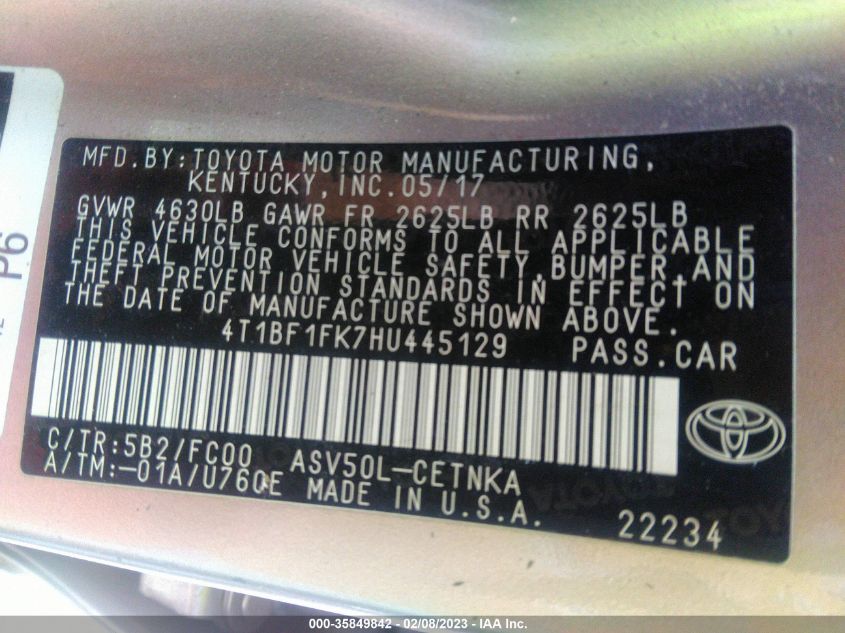 MFD.BY:TOYOTA MOTOR MANUFACTURING,
KENTUCKY,INC.05/17
GVWR 4630LB GAWR FR 2625LB RR 2625LB
THIS VEHICLE CONFORMS TO ALL APPLICABLE
FEDERAL MOTOR VEHICLE SAFETY,BUMPER,AND
THEFT PREVENTION STANDARDS IN EFFECT ON
THE DATE OF MANUFACTURE SHOWN ABOVE.
4T1BF1FK7HU445129 PASS.CAR
C/TR:5B2/FC00 ASV50L-CETNKA
A/TM:-01A/U760E MADE IN U.S.A.
22234
P6
000-35849842 - 02/08/2023 - IAA Inc.